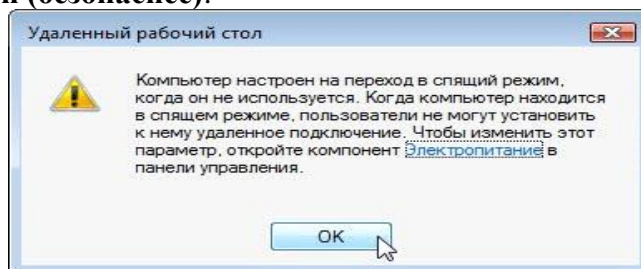 (безопаснее).
Удаленный рабочий стол
Компьютер настроен на переход в спящий режим,
когда он не используется. Когда компьютер находится
в спящем режиме, пользователи не могут установить
к нему удаленное подключение. Чтобы изменить этот
параметр, откройте компонент Электропитание в
панели управления.
OK